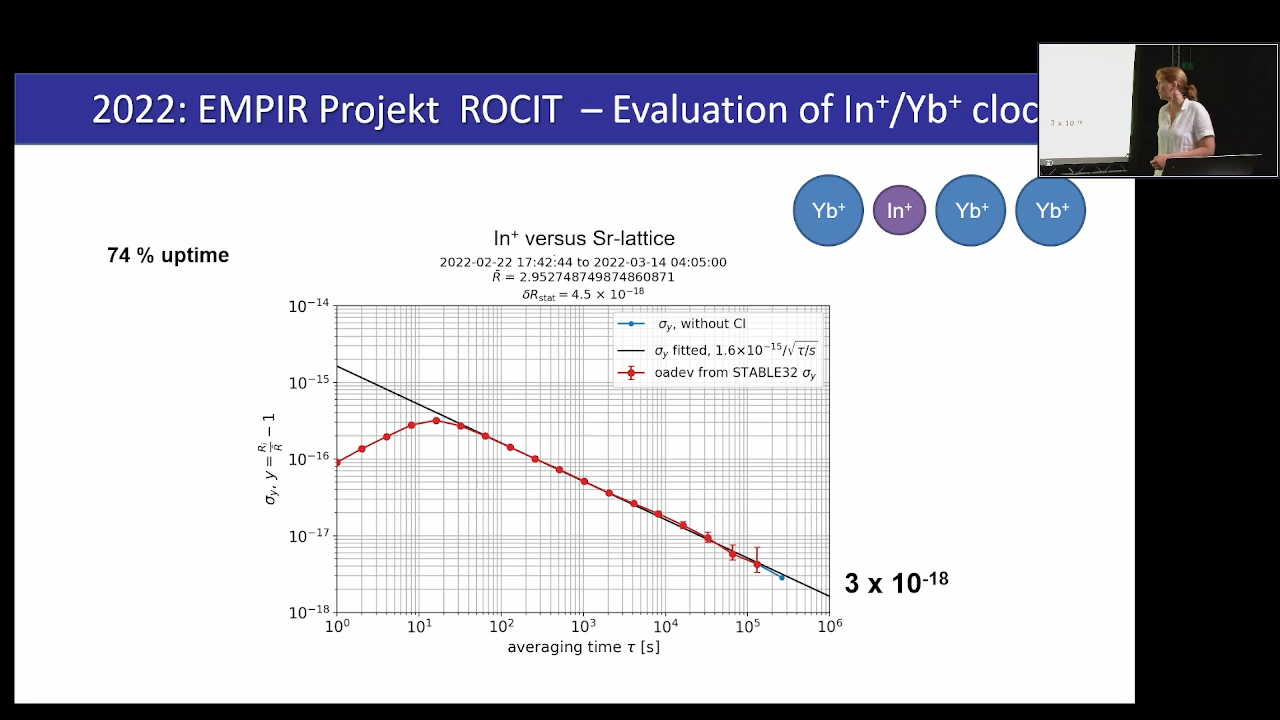 2022: EMPIR Projekt ROCIT – Evaluation of In⁺/Yb⁺ cloc
3 x 10
Yb⁺ In⁺ Yb⁺ Yb⁺
74 % uptime
In⁺ versus Sr-lattice
2022-02-22 17:42:44 to 2022-03-14 04:05:00
R̄ = 2.952748749874860871
δR_stat = 4.5 × 10⁻¹⁸
σ_y, without CI
σ_y fitted, 1.6×10⁻¹⁵/√τ/s
oadev from STABLE32 σ_y
10⁻¹⁴
10⁻¹⁵
10⁻¹⁶
10⁻¹⁷
10⁻¹⁸
σ_y, y = R_i/R̄ − 1
10⁰ 10¹ 10² 10³ 10⁴ 10⁵ 10⁶
averaging time τ [s]
3 x 10⁻¹⁸